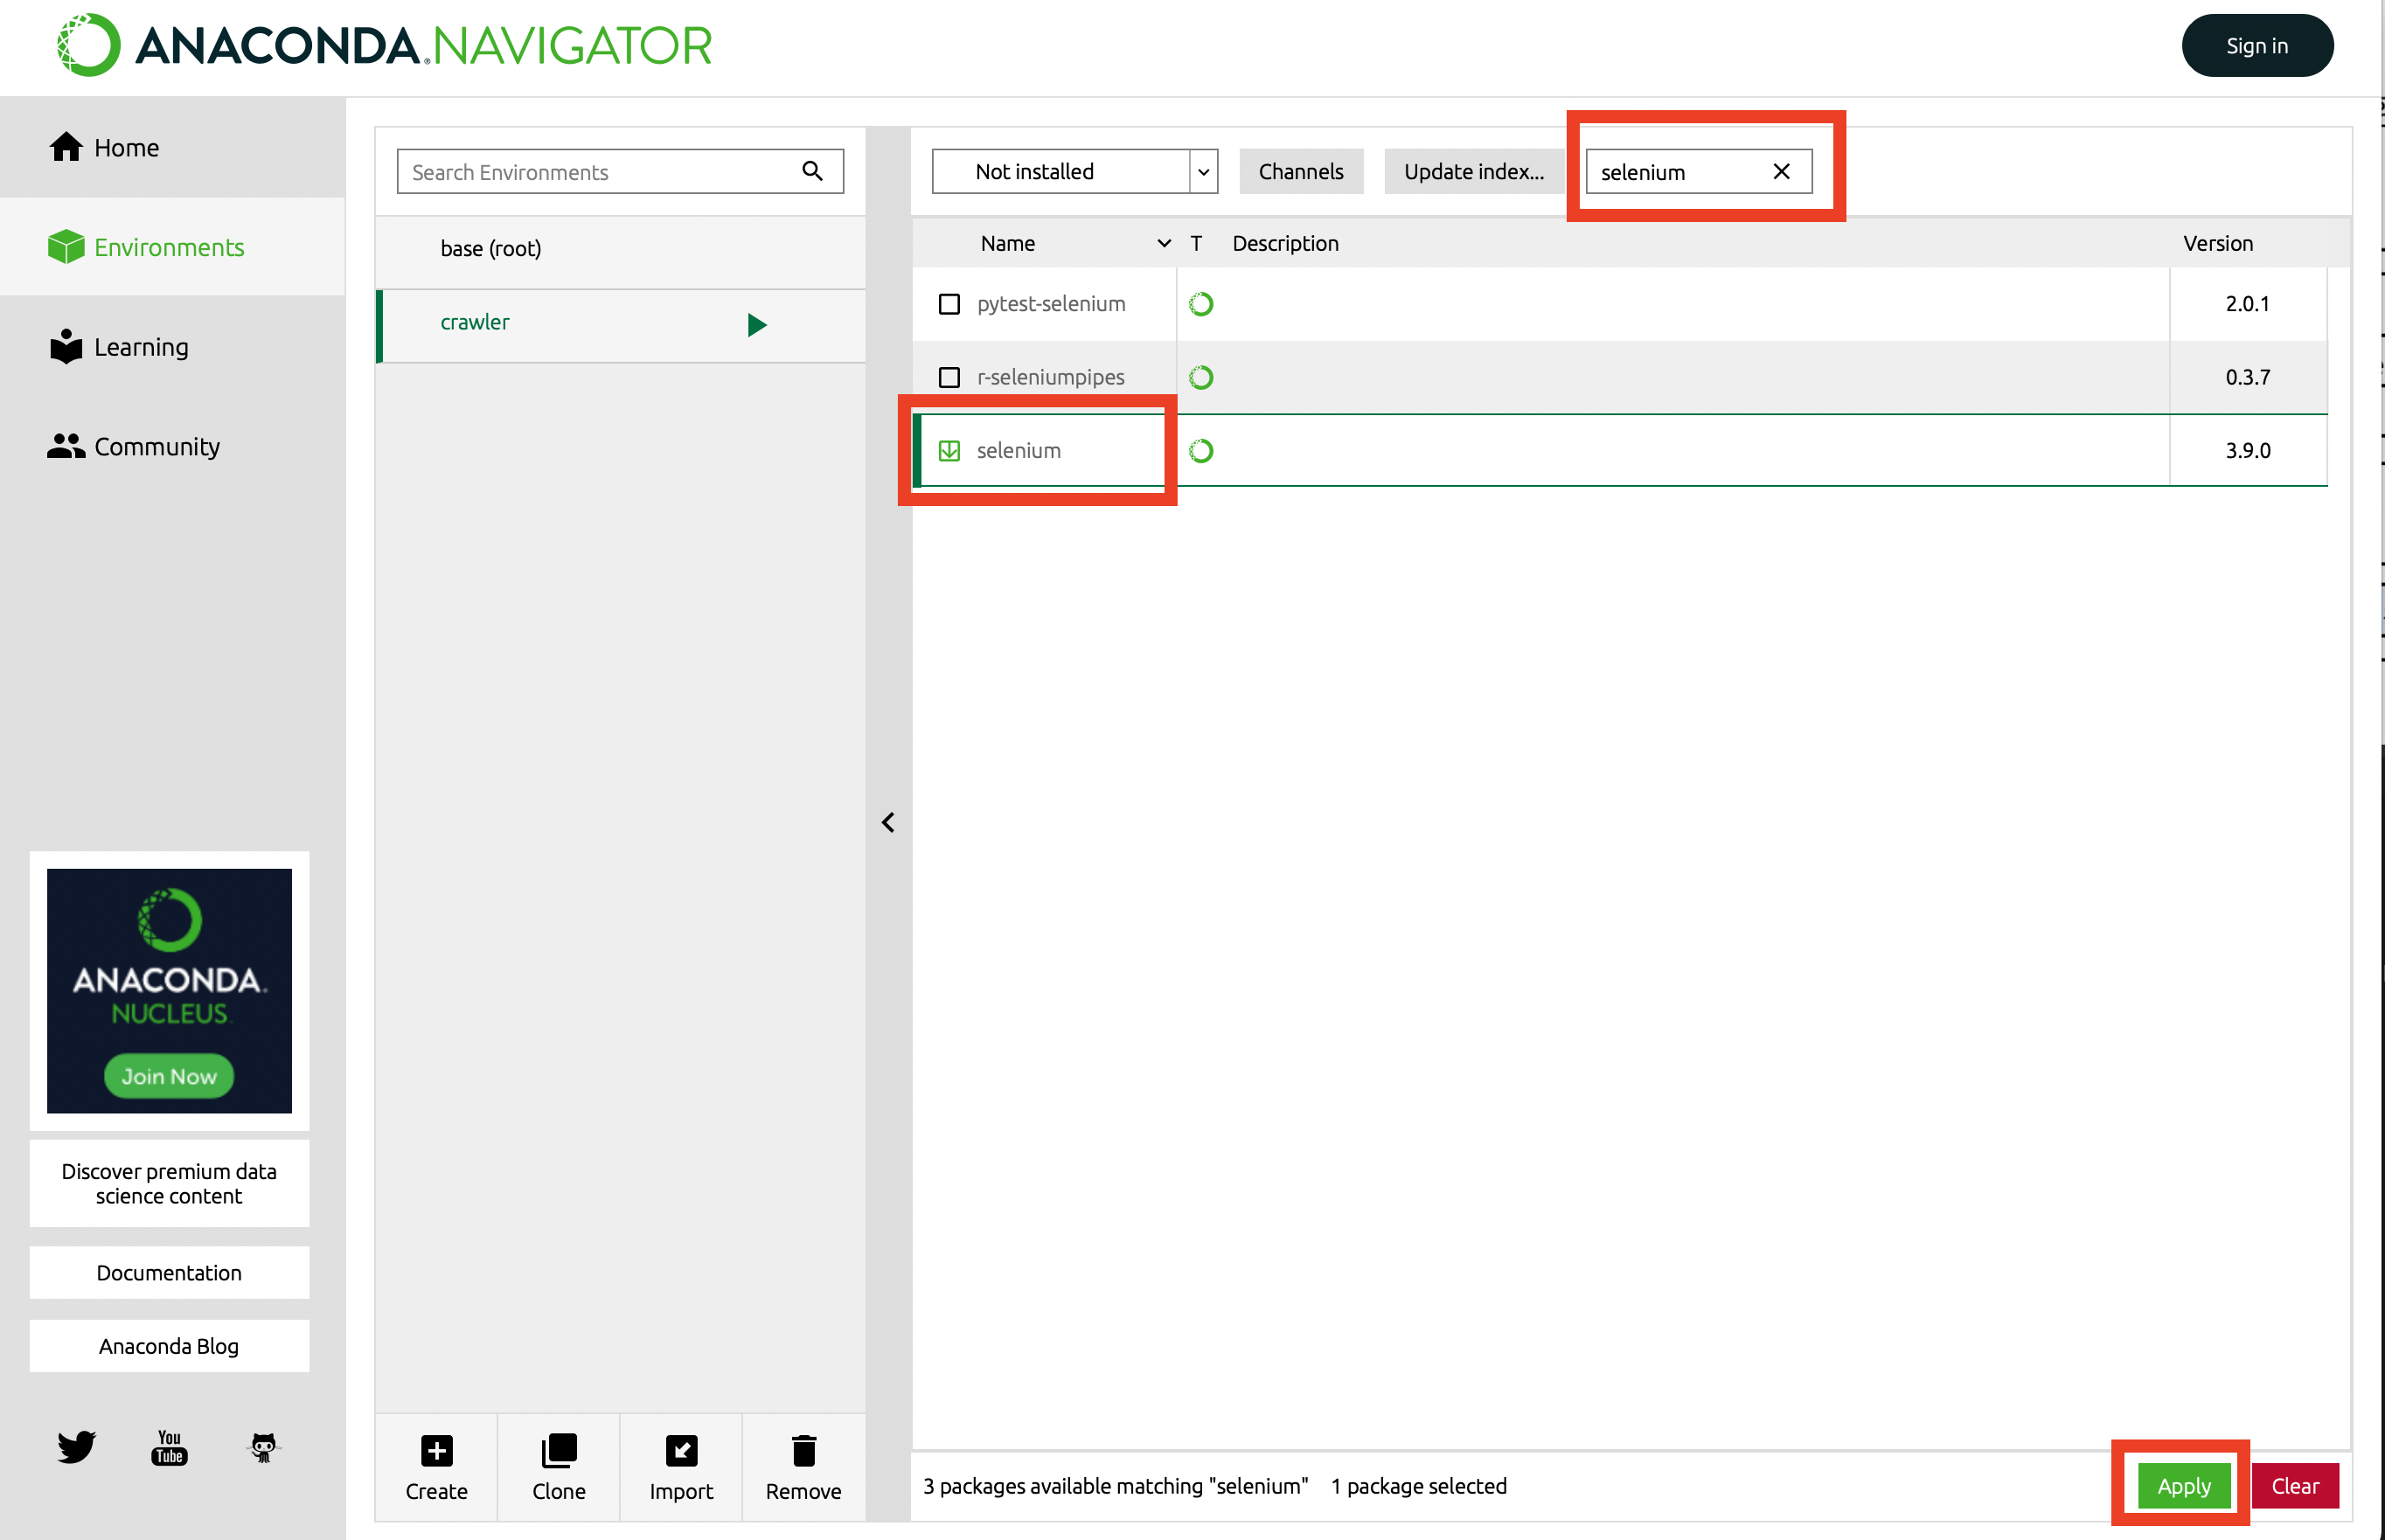 ANACONDA.NAVIGATOR
Sign in
Home
Environments
Learning
Community
ANACONDA.
NUCLEUS
Join Now
Discover premium data
science content
Documentation
Anaconda Blog
You
Tube
Search Environments
base (root)
crawler
Create
Clone
Import
Remove
Not installed
Channels
Update index...
selenium
Name T Description Version
pytest-selenium 2.0.1
r-seleniumpipes 0.3.7
selenium 3.9.0
3 packages available matching "selenium" 1 package selected
Apply
Clear